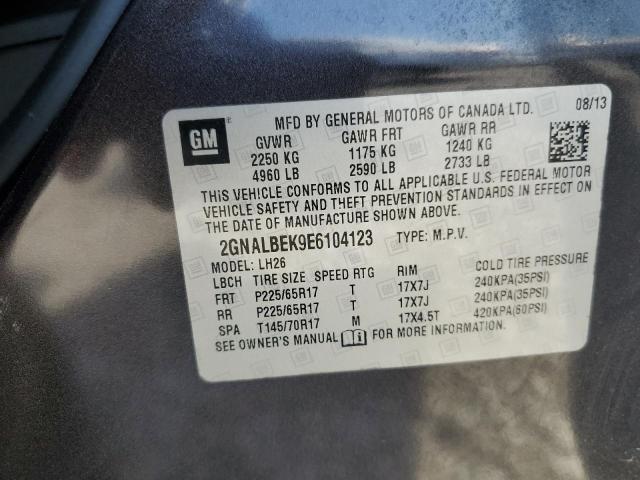 GM
MFD BY GENERAL MOTORS OF CANADA LTD. 08/13
GVWR GAWR FRT GAWR RR
2250 KG 1175 KG 1240 KG
4960 LB 2590 LB 2733 LB
THIS VEHICLE CONFORMS TO ALL APPLICABLE U.S. FEDERAL MOTOR
VEHICLE SAFETY AND THEFT PREVENTION STANDARDS IN EFFECT ON
THE DATE OF MANUFACTURE SHOWN ABOVE.
2GNALBEK9E6104123 TYPE: M.P.V.
MODEL: LH26
LBCH TIRE SIZE SPEED RTG RIM COLD TIRE PRESSURE
FRT P225/65R17 T 17X7J 240KPA(35PSI)
RR P225/65R17 T 17X7J 240KPA(35PSI)
SPA T145/70R17 M 17X4.5T 420KPA(60PSI)
SEE OWNER'S MANUAL FOR MORE INFORMATION.